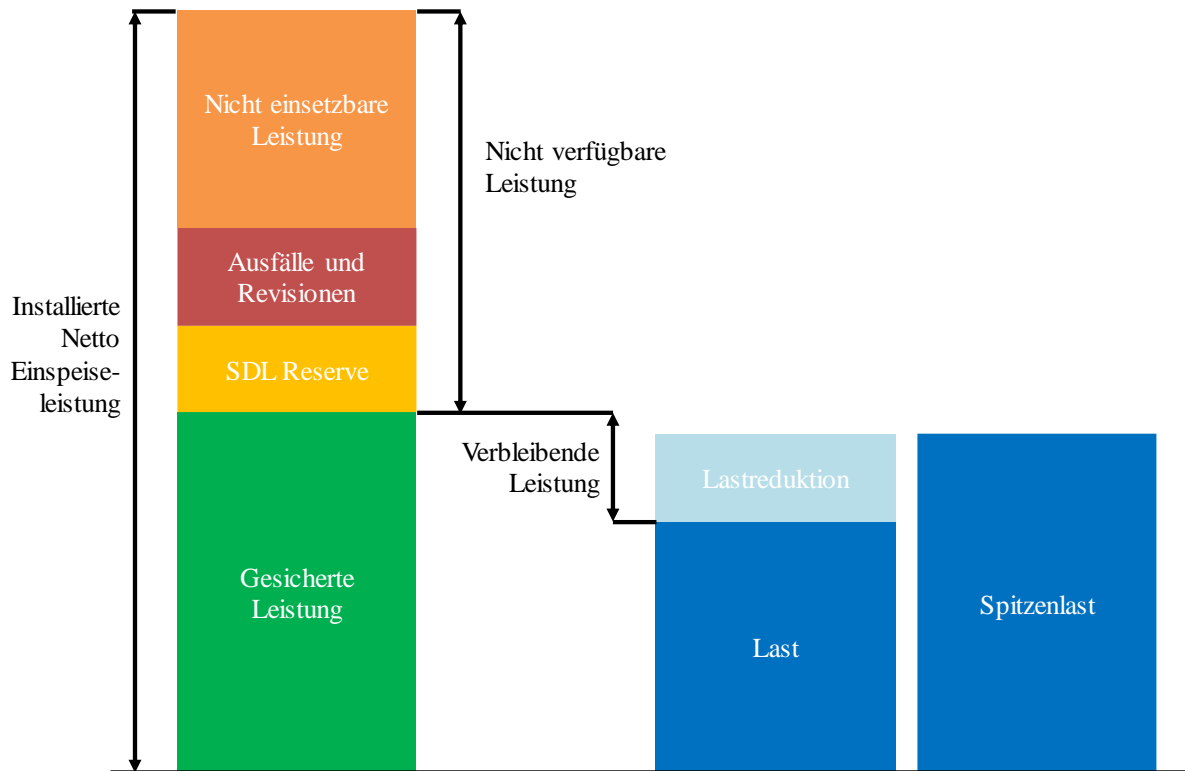 Nicht einsetzbare
Leistung
Nicht verfügbare
Leistung
Ausfälle und
Revisionen
Installierte
Netto
Einspeise-
leistung
SDL Reserve
Verbleibende
Leistung
Lastreduktion
Gesicherte
Leistung
Last
Spitzenlast